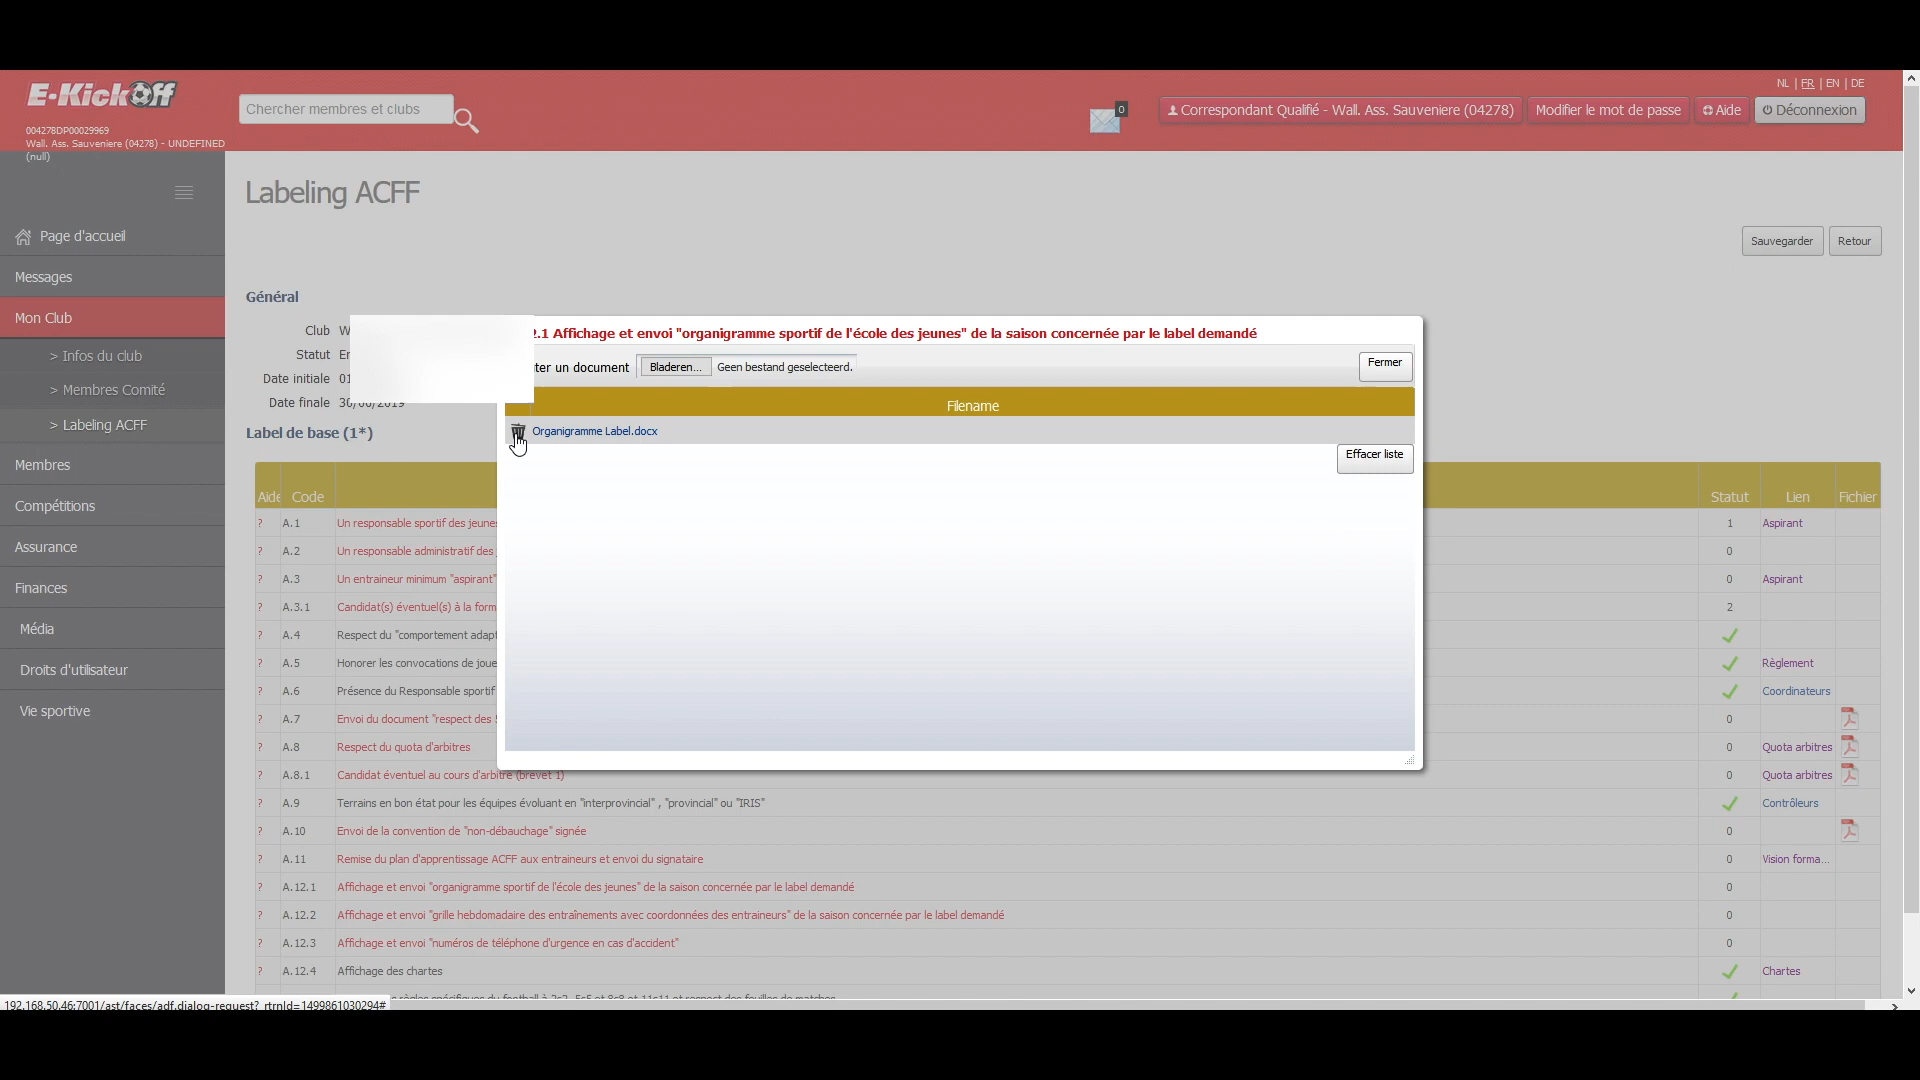 E-Kickoff
004278DP00029969
Wall. Ass. Sauveniere (04278) - UNDEFINED
(null)
Chercher membres et clubs
0
NL | FR | EN | DE
Correspondant Qualifié - Wall. Ass. Sauveniere (04278)
Modifier le mot de passe
Aide
Déconnexion
Page d'accueil
Messages
Mon Club
> Infos du club
> Membres Comité
> Labeling ACFF
Membres
Compétitions
Assurance
Finances
Média
Droits d'utilisateur
Vie sportive
Labeling ACFF
Sauvegarder
Retour
Général
Club
Statut
Date initiale
Date finale
Label de base (1*)
2.1 Affichage et envoi "organigramme sportif de l'école des jeunes" de la saison concernée par le label demandé
un document
Bladeren...
Geen bestand geselecteerd.
Fermer
Filename
Organigramme Label.docx
Effacer liste
Aide Code Statut Lien Fichier
? A.1 Un responsable sportif des jeunes 1 Aspirant
? A.2 Un responsable administratif des 0
? A.3 Un entraineur minimum "aspirant" 0 Aspirant
? A.3.1 Candidat(s) éventuel(s) à la form 2
? A.4 Respect du "comportement adapt
? A.5 Honorer les convocations de joue Règlement
? A.6 Présence du Responsable sportif Coordinateurs
? A.7 Envoi du document "respect des 0
? A.8 Respect du quota d'arbitres 0 Quota arbitres
? A.8.1 Candidat éventuel au cours d'arbitre (brevet 1) 0 Quota arbitres
? A.9 Terrains en bon état pour les équipes évoluant en "interprovincial" , "provincial" ou "IRIS" Contrôleurs
? A.10 Envoi de la convention de "non-débauchage" signée 0
? A.11 Remise du plan d'apprentissage ACFF aux entraineurs et envoi du signataire 0 Vision forma...
? A.12.1 Affichage et envoi "organigramme sportif de l'école des jeunes" de la saison concernée par le label demandé 0
? A.12.2 Affichage et envoi "grille hebdomadaire des entraînements avec coordonnées des entraineurs" de la saison concernée par le label demandé 0
? A.12.3 Affichage et envoi "numéros de téléphone d'urgence en cas d'accident" 0
? A.12.4 Affichage des chartes Chartes
192.168.50.46:7001/ast/faces/adf.dialog-request?_rtrnId=1499861030294#